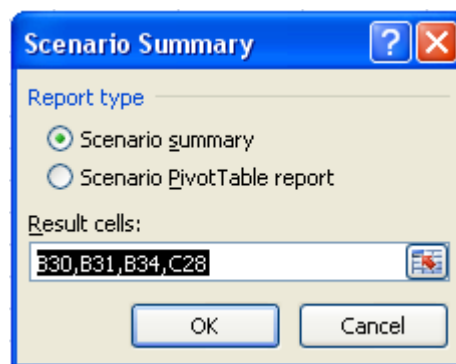 Scenario Summary
Report type
Scenario summary
Scenario PivotTable report
Result cells:
B30,B31,B34,C28
OK Cancel